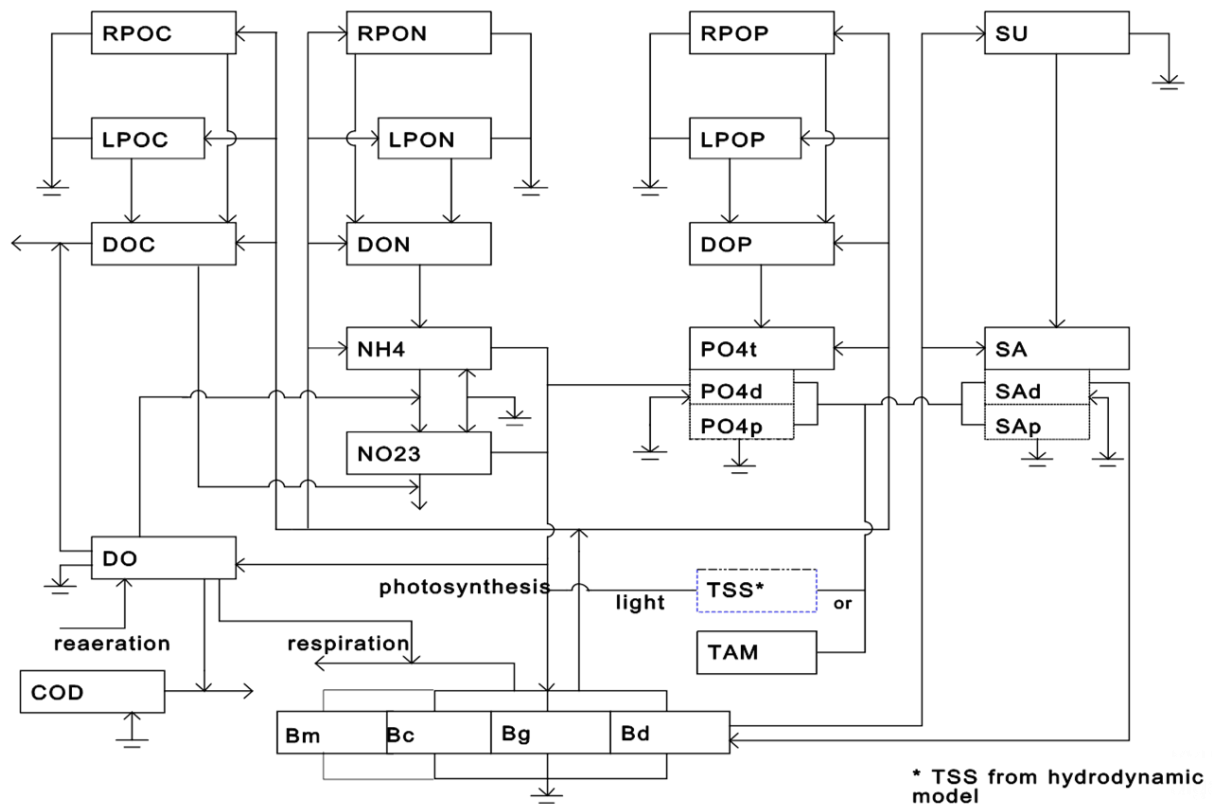 RPOC
RPON
RPOP
SU
LPOC
LPON
LPOP
DOC
DON
DOP
NH4
PO4t
SA
PO4d
SAd
PO4p
SAp
NO23
DO
photosynthesis
light
TSS*
or
reaeration
respiration
TAM
COD
Bm
Bc
Bg
Bd
* TSS from hydrodynamic
model